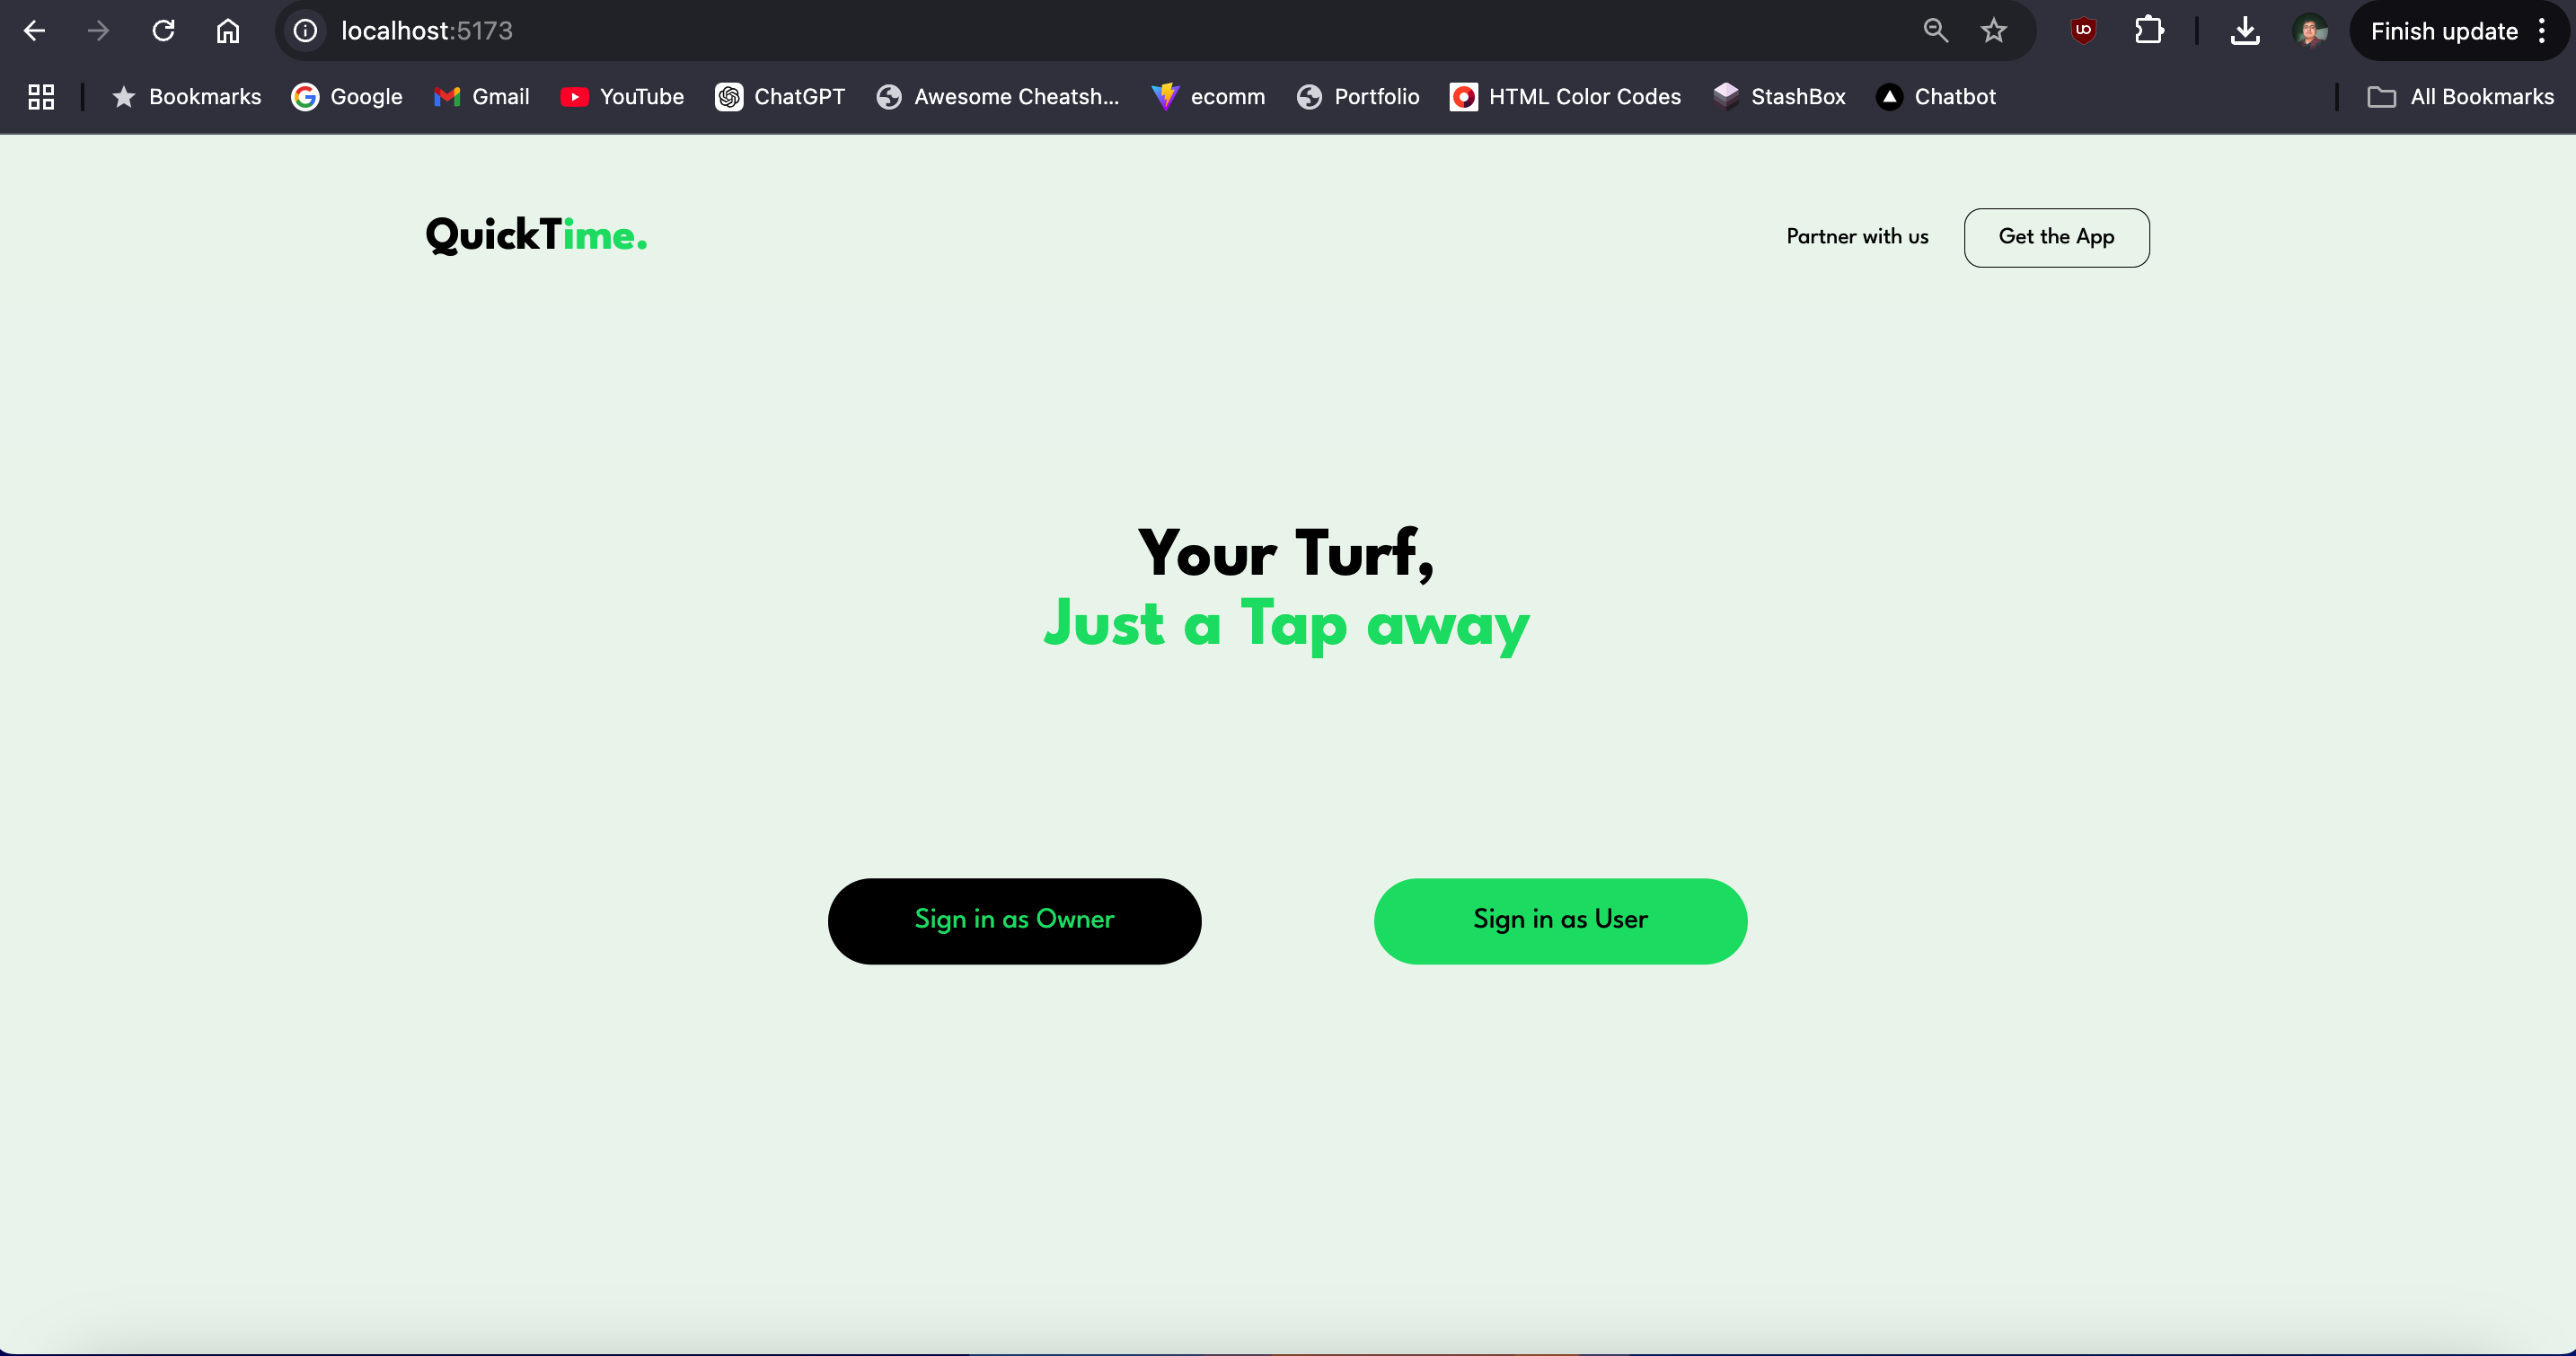 localhost:5173
Finish update
Bookmarks Google Gmail YouTube ChatGPT Awesome Cheatsh... ecomm Portfolio HTML Color Codes StashBox Chatbot All Bookmarks
QuickTime.
Partner with us Get the App
Your Turf,
Just a Tap away
Sign in as Owner Sign in as User